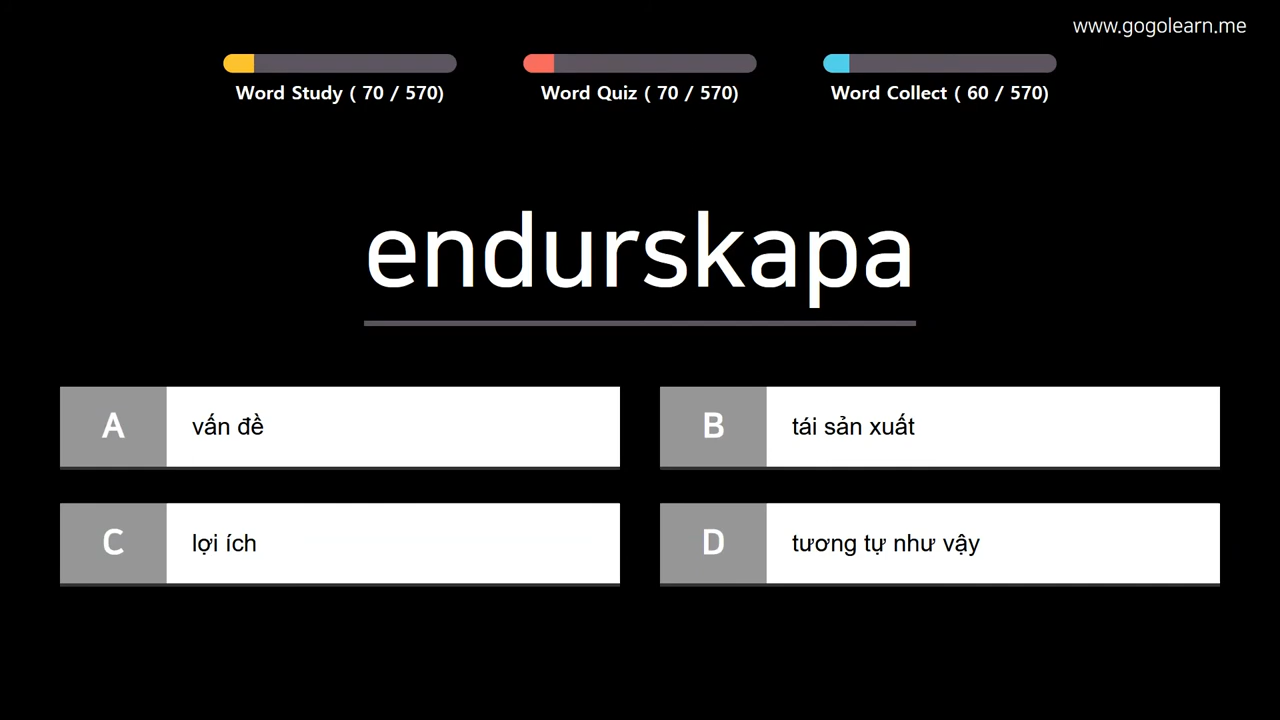 www.gogolearn.me
Word Study ( 70 / 570)
Word Quiz ( 70 / 570)
Word Collect ( 60 / 570)
endurskapa
A vấn đề
B tái sản xuất
C lợi ích
D tương tự như vậy